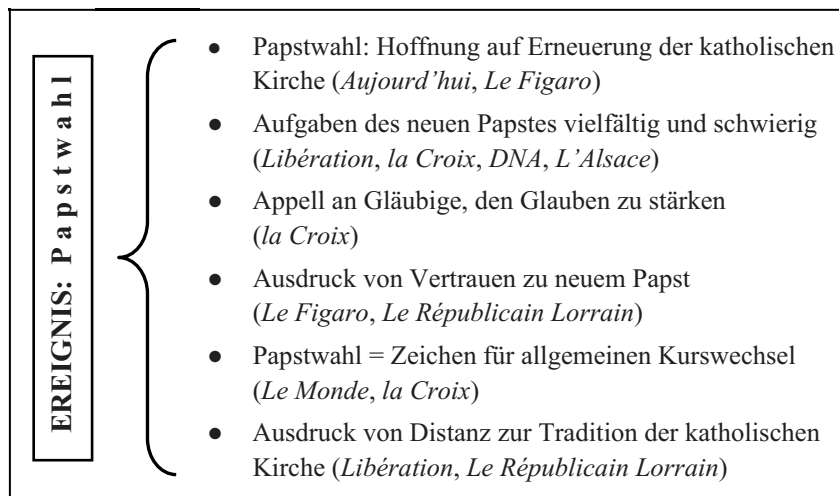 EREIGNIS: Papstwahl
● Papstwahl: Hoffnung auf Erneuerung der katholischen
Kirche (Aujourd’hui, Le Figaro)
● Aufgaben des neuen Papstes vielfältig und schwierig
(Libération, la Croix, DNA, L’Alsace)
● Appell an Gläubige, den Glauben zu stärken
(la Croix)
● Ausdruck von Vertrauen zu neuem Papst
(Le Figaro, Le Républicain Lorrain)
● Papstwahl = Zeichen für allgemeinen Kurswechsel
(Le Monde, la Croix)
● Ausdruck von Distanz zur Tradition der katholischen
Kirche (Libération, Le Républicain Lorrain)